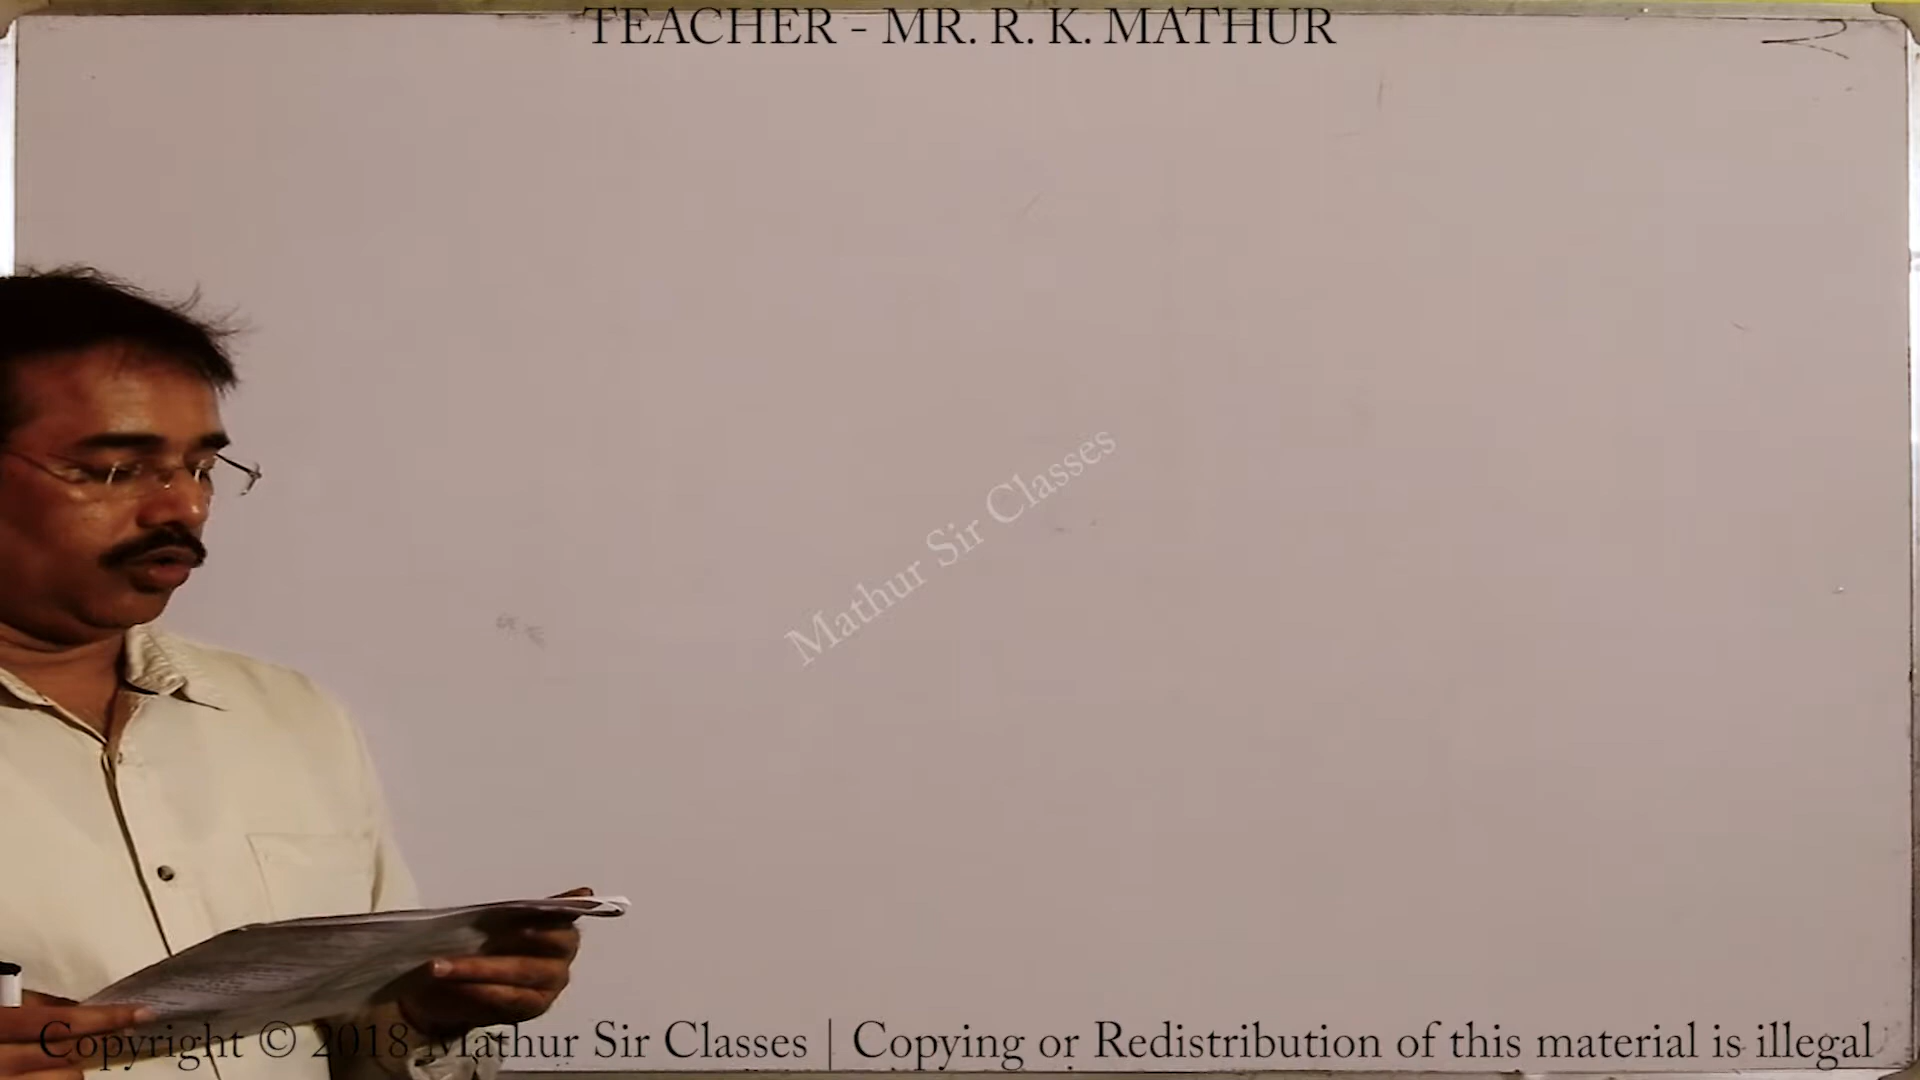 TEACHER - MR. R. K. MATHUR
Mathur Sir Classes
Copyright © 2018 Mathur Sir Classes | Copying or Redistribution of this material is illegal